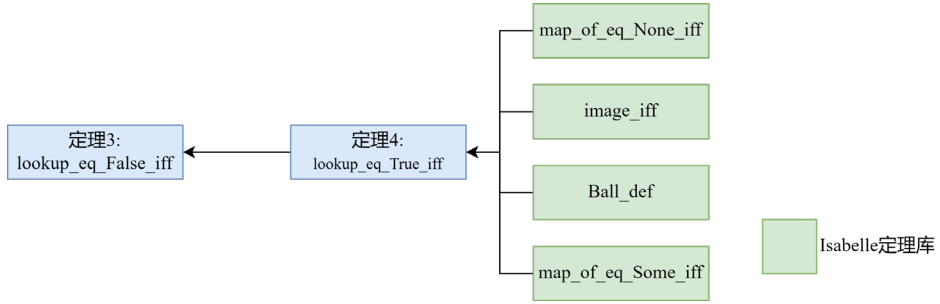 定理3:
lookup_eq_False_iff
定理4:
lookup_eq_True_iff
map_of_eq_None_iff
image_iff
Ball_def
map_of_eq_Some_iff
Isabelle定理库